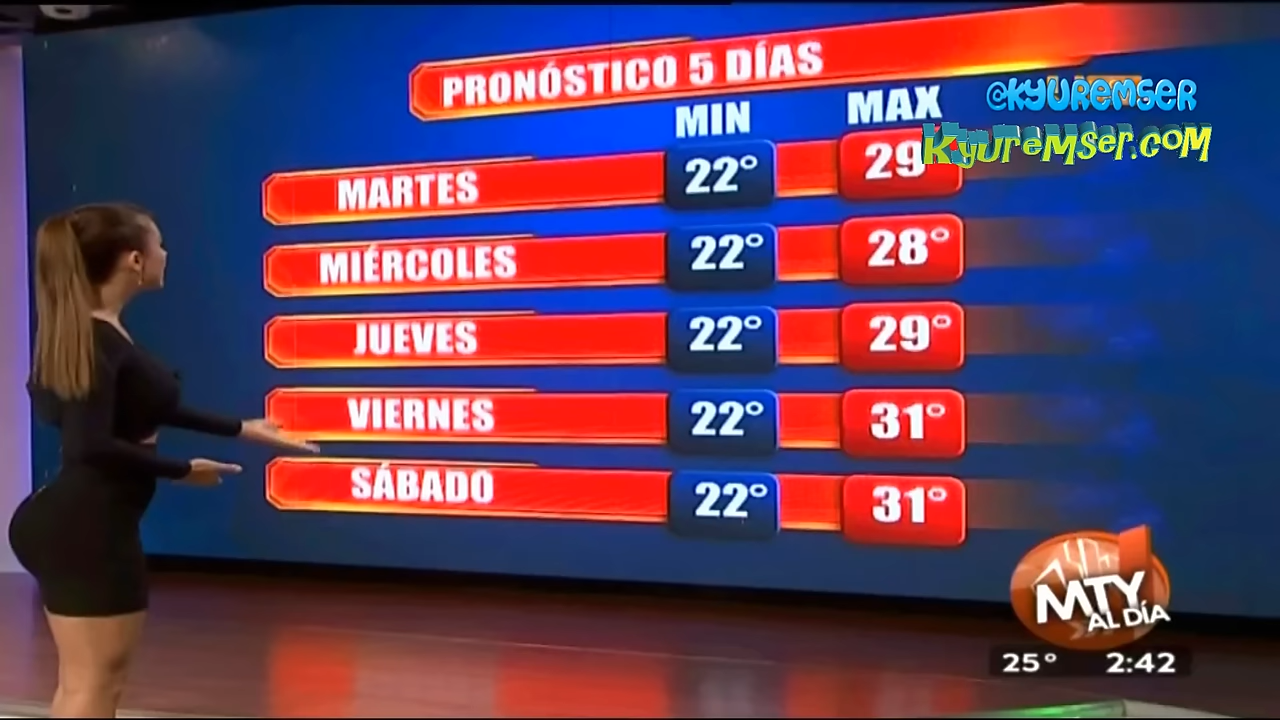 PRONÓSTICO 5 DÍAS
MIN MAX
@KYUREMSER
KyuReMSer.coM
MARTES 22° 29
MIÉRCOLES 22° 28°
JUEVES 22° 29°
VIERNES 22° 31°
SÁBADO 22° 31°
MTY
AL DÍA
25° 2:42